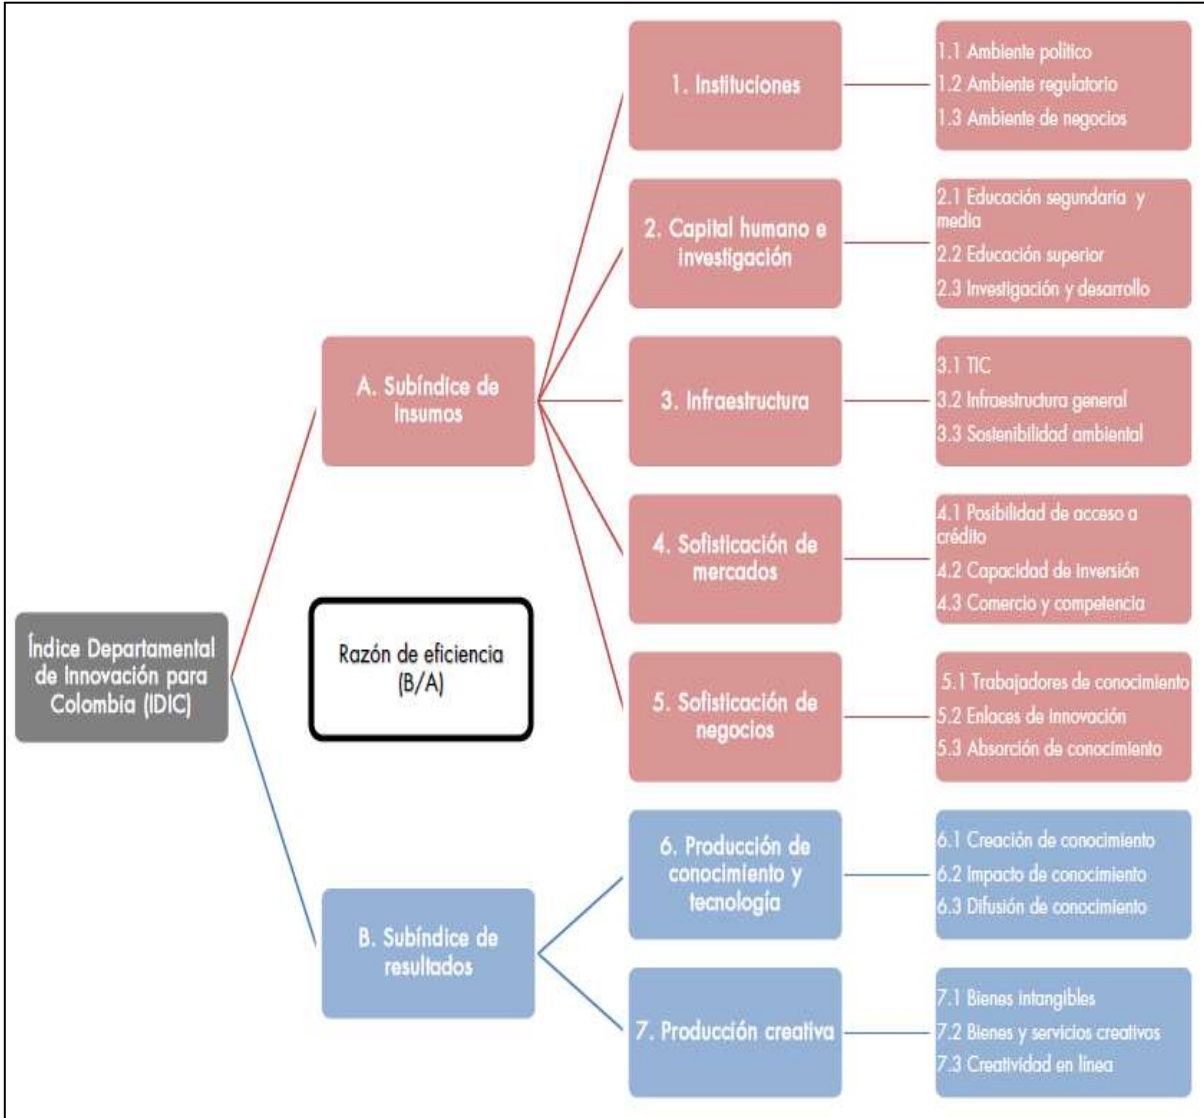 Índice Departamental
de Innovación para
Colombia (IDIC)
A. Subíndice de
Insumos
Razón de eficiencia
(B/A)
B. Subíndice de
resultados
1. Instituciones
1.1 Ambiente político
1.2 Ambiente regulatorio
1.3 Ambiente de negocios
2. Capital humano e
investigación
2.1 Educación segundaria y
media
2.2 Educación superior
2.3 Investigación y desarrollo
3. Infraestructura
3.1 TIC
3.2 Infraestructura general
3.3 Sostenibilidad ambiental
4. Sofisticación de
mercados
4.1 Posibilidad de acceso a
crédito
4.2 Capacidad de inversión
4.3 Comercio y competencia
5. Sofisticación de
negocios
5.1 Trabajadores de conocimiento
5.2 Enlaces de innovación
5.3 Absorción de conocimiento
6. Producción de
conocimiento y
tecnología
6.1 Creación de conocimiento
6.2 Impacto de conocimiento
6.3 Difusión de conocimiento
7. Producción creativa
7.1 Bienes intangibles
7.2 Bienes y servicios creativos
7.3 Creatividad en línea